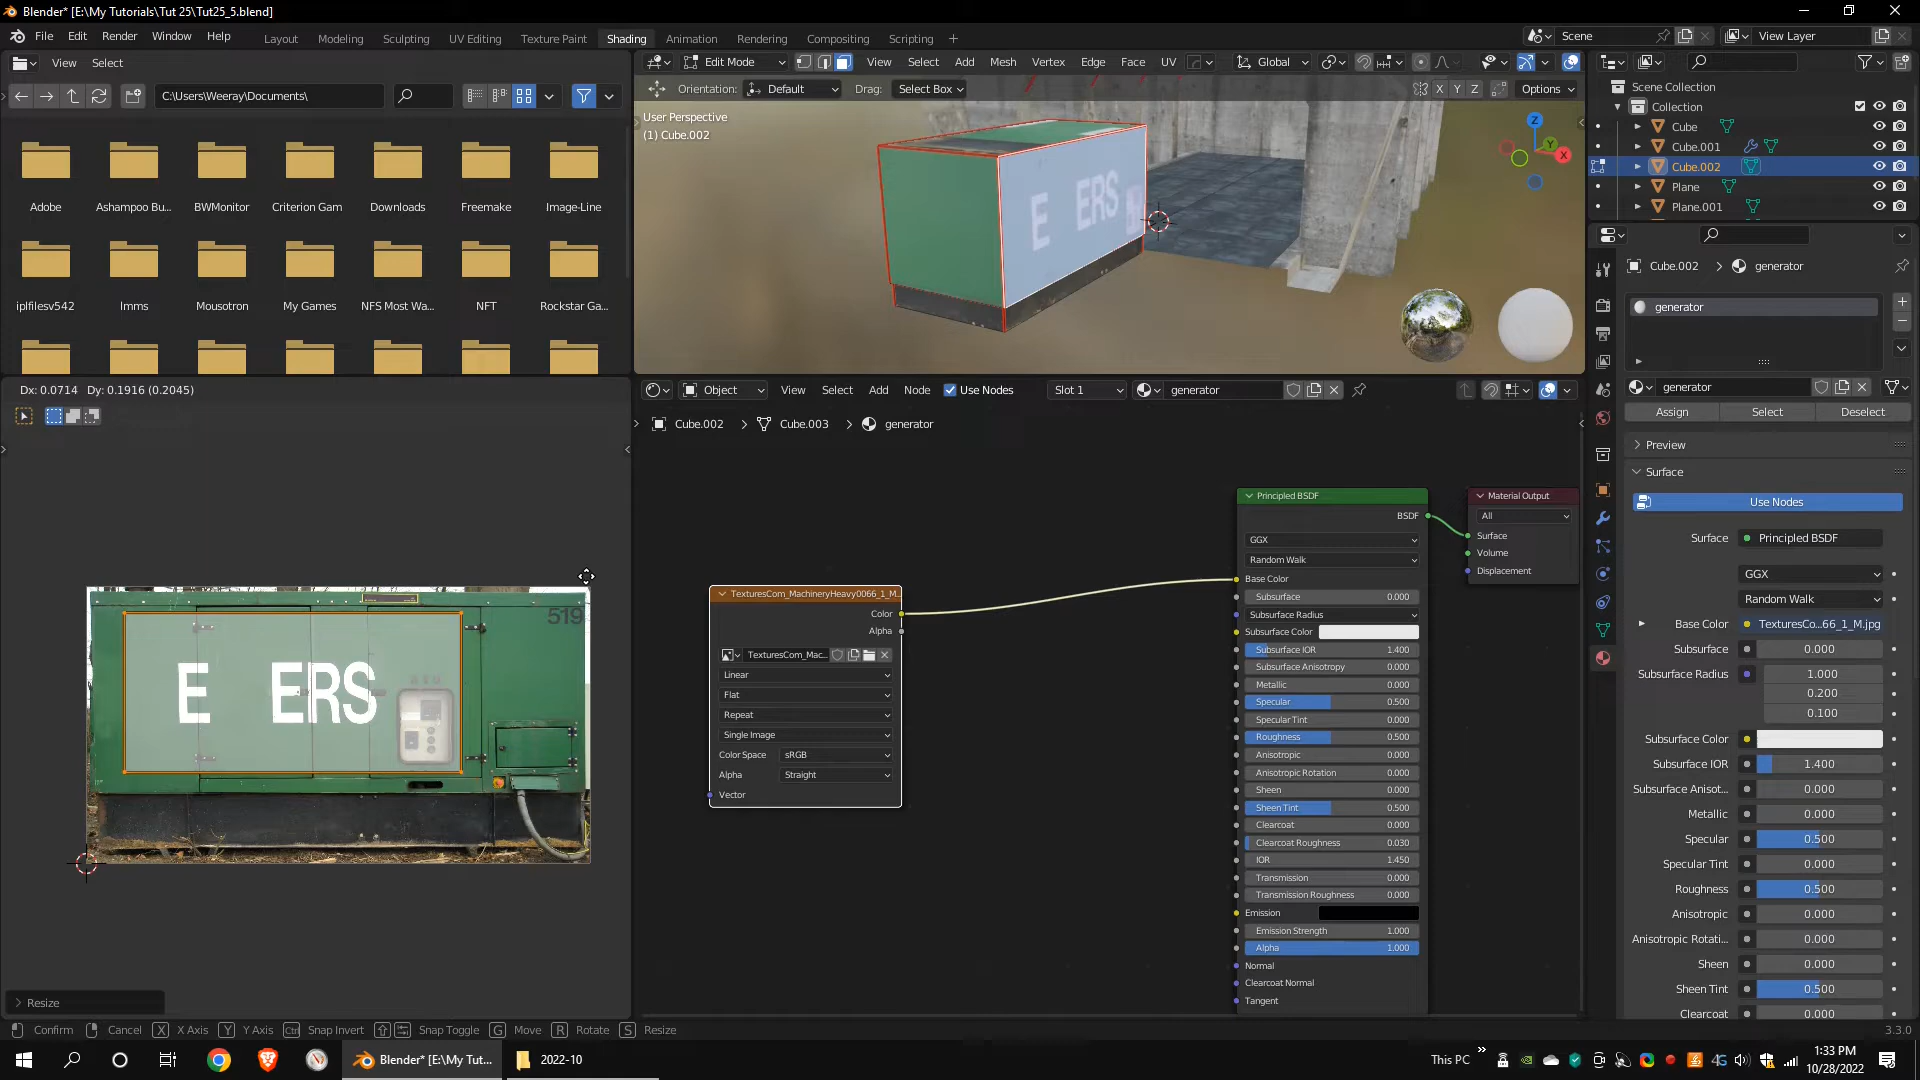 Blender* [E:\My Tutorials\Tut 25\Tut25_5.blend]
File Edit Render Window Help
Layout Modeling Sculpting UV Editing Texture Paint Shading Animation Rendering Compositing Scripting
Scene
View Layer
View Select
Edit Mode
View Select Add Mesh Vertex Edge Face UV
Global
C:\Users\Weeray\Documents\
Orientation: Default
Drag: Select Box
X Y Z
Options
Scene Collection
Collection
Cube
Cube.001
Cube.002
Plane
Plane.001
User Perspective
(1) Cube.002
Z
Y
X
E ERS
Adobe
Ashampoo Bu...
BWMonitor
Criterion Gam
Downloads
Freemake
Image-Line
iplfilesv542
Imms
Mousotron
My Games
NFS Most Wa...
NFT
Rockstar Ga...
Cube.002 > generator
generator
generator
Assign Select Deselect
Dx: 0.0714 Dy: 0.1916 (0.2045)
Object
View Select Add Node
Use Nodes
Slot 1
generator
Cube.002 > Cube.003 > generator
519
E ERS
Resize
TexturesCom_MachineryHeavy0066_1_M...
Color
Alpha
TexturesCom_Mac...
Linear
Flat
Repeat
Single Image
Color Space sRGB
Alpha Straight
Vector
Principled BSDF
BSDF
GGX
Random Walk
Base Color
Subsurface 0.000
Subsurface Radius
Subsurface Color
Subsurface IOR 1.400
Subsurface Anisotropy 0.000
Metallic 0.000
Specular 0.500
Specular Tint 0.000
Roughness 0.500
Anisotropic 0.000
Anisotropic Rotation 0.000
Sheen 0.000
Sheen Tint 0.500
Clearcoat 0.000
Clearcoat Roughness 0.030
IOR 1.450
Transmission 0.000
Transmission Roughness 0.000
Emission
Emission Strength 1.000
Alpha 1.000
Normal
Clearcoat Normal
Tangent
Material Output
All
Surface
Volume
Displacement
Preview
Surface
Use Nodes
Surface Principled BSDF
GGX
Random Walk
Base Color TexturesCo...66_1_M.jpg
Subsurface 0.000
Subsurface Radius 1.000
0.200
0.100
Subsurface Color
Subsurface IOR 1.400
Subsurface Anisot... 0.000
Metallic 0.000
Specular 0.500
Specular Tint 0.000
Roughness 0.500
Anisotropic 0.000
Anisotropic Rotati... 0.000
Sheen 0.000
Sheen Tint 0.500
Clearcoat 0.000
Confirm Cancel X X Axis Y Y Axis Ctrl Snap Invert Snap Toggle G Move R Rotate S Resize
3.3.0
Blender* [E:\My Tut...
2022-10
This PC
4G
1:33 PM
10/28/2022